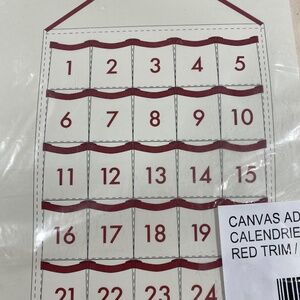 1 2 3 4 5
6 7 8 9 10
11 12 13 14 15
16 17 18 19
21 22 23 24
CANVAS AD
CALENDRIE
RED TRIM /